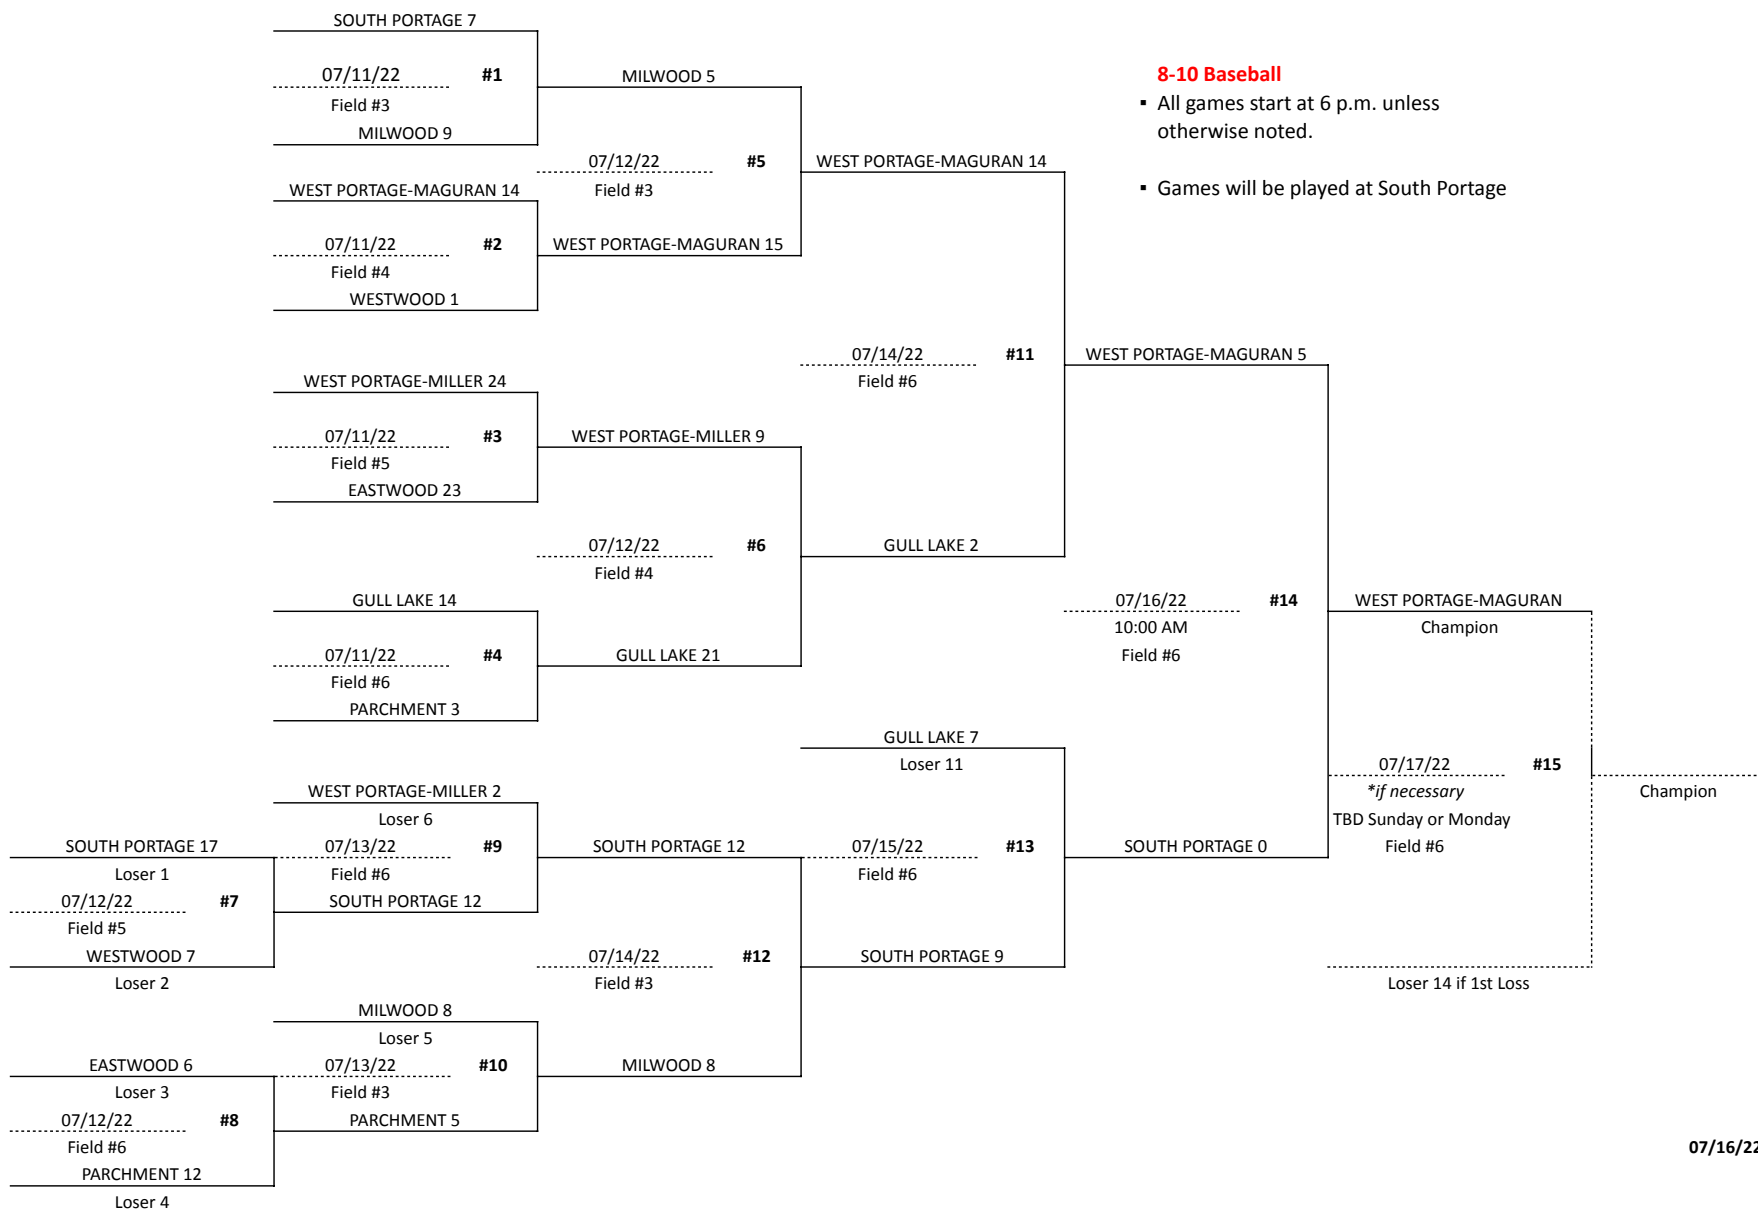 SOUTH PORTAGE 7
07/11/22 #1
Field #3
MILWOOD 9
MILWOOD 5
8-10 Baseball
▪ All games start at 6 p.m. unless
otherwise noted.
▪ Games will be played at South Portage
07/12/22 #5
Field #3
WEST PORTAGE-MAGURAN 14
WEST PORTAGE-MAGURAN 14
07/11/22 #2
Field #4
WESTWOOD 1
WEST PORTAGE-MAGURAN 15
07/14/22 #11
Field #6
WEST PORTAGE-MAGURAN 5
WEST PORTAGE-MILLER 24
07/11/22 #3
Field #5
EASTWOOD 23
WEST PORTAGE-MILLER 9
07/12/22 #6
Field #4
GULL LAKE 2
GULL LAKE 14
07/11/22 #4
Field #6
PARCHMENT 3
GULL LAKE 21
07/16/22 #14
10:00 AM
Field #6
WEST PORTAGE-MAGURAN
Champion
GULL LAKE 7
Loser 11
07/17/22 #15
*if necessary
TBD Sunday or Monday
Field #6
Champion
WEST PORTAGE-MILLER 2
Loser 6
07/13/22 #9
Field #6
SOUTH PORTAGE 12
SOUTH PORTAGE 17
Loser 1
07/12/22 #7
Field #5
WESTWOOD 7
Loser 2
SOUTH PORTAGE 12
07/15/22 #13
Field #6
SOUTH PORTAGE 0
07/14/22 #12
Field #3
SOUTH PORTAGE 9
Loser 14 if 1st Loss
MILWOOD 8
Loser 5
07/13/22 #10
Field #3
PARCHMENT 5
MILWOOD 8
EASTWOOD 6
Loser 3
07/12/22 #8
Field #6
PARCHMENT 12
Loser 4
07/16/22